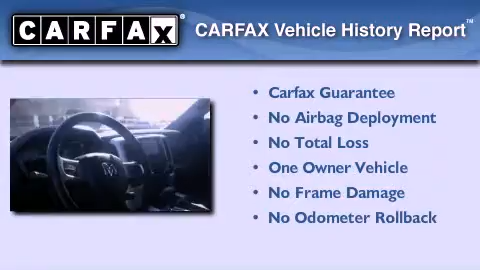 CARFAX® CARFAX Vehicle History Report™
• Carfax Guarantee
• No Airbag Deployment
• No Total Loss
• One Owner Vehicle
• No Frame Damage
• No Odometer Rollback